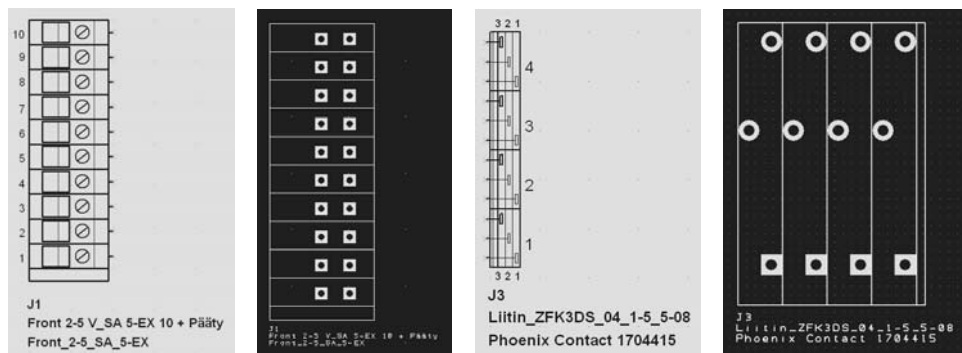 10
9
8
7
6
5
4
3
2
1
J1
Front 2-5 V_SA 5-EX 10 + Pääty
Front_2-5_SA_5-EX
J1
Front 2-5 V_SA 5-EX 10 + Pääty
Front_2-5_SA_5-EX
3 2 1
4
3
2
1
3 2 1
J3
Liitin_ZFK3DS_04_1-5_5-08
Phoenix Contact 1704415
J3
Liitin_ZFK3DS_04_1-5_5-08
Phoenix Contact 1704415